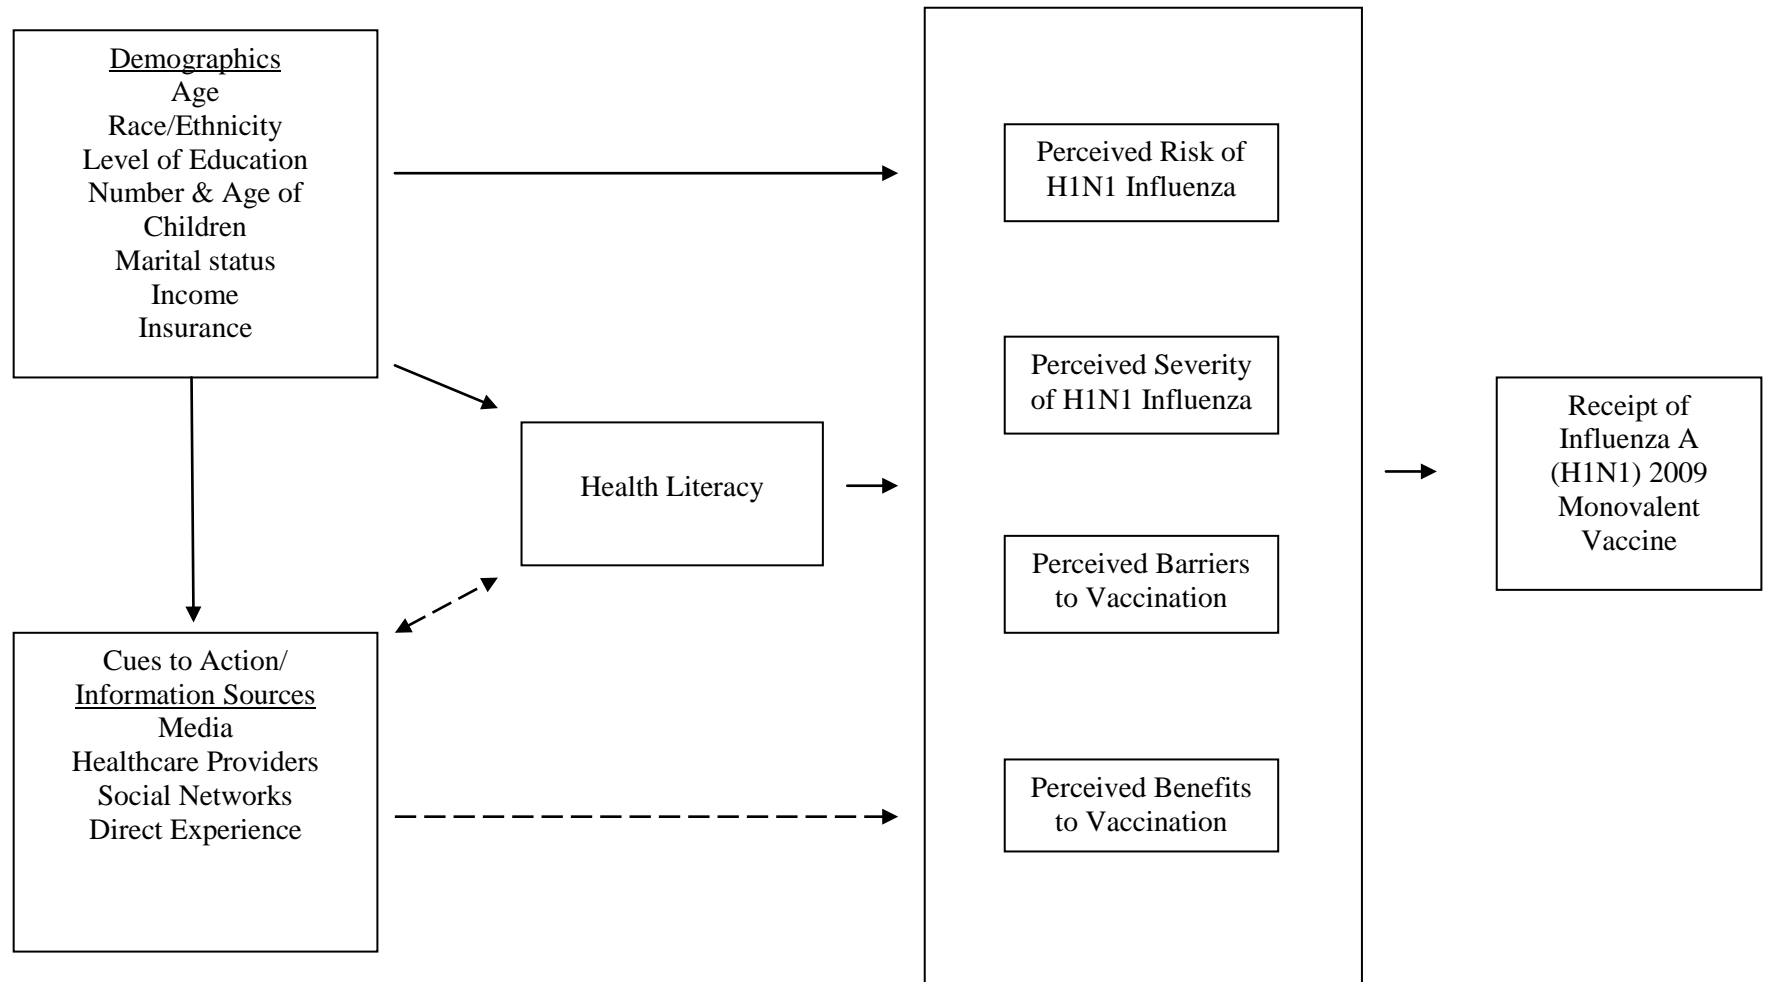 Demographics
Age
Race/Ethnicity
Level of Education
Number & Age of
Children
Marital status
Income
Insurance
Cues to Action/
Information Sources
Media
Healthcare Providers
Social Networks
Direct Experience
Health Literacy
Perceived Risk of
H1N1 Influenza
Perceived Severity
of H1N1 Influenza
Perceived Barriers
to Vaccination
Perceived Benefits
to Vaccination
Receipt of
Influenza A
(H1N1) 2009
Monovalent
Vaccine